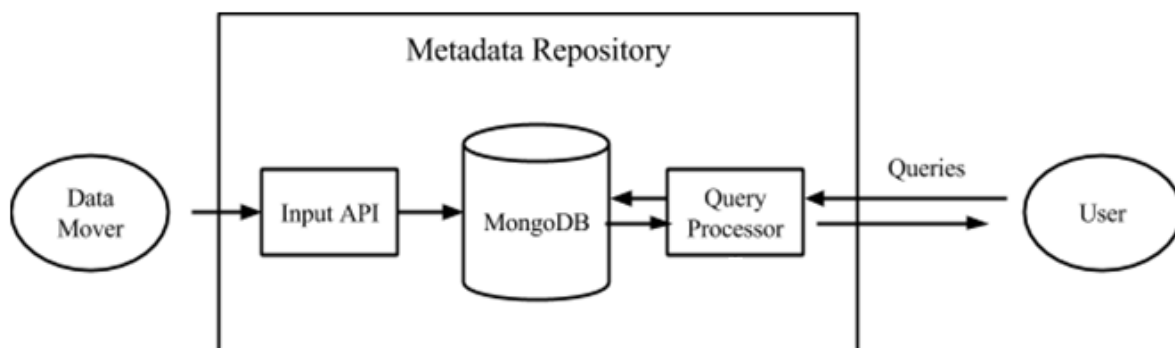 Metadata Repository
Data
Mover
Input API
MongoDB
Query
Processor
Queries
User